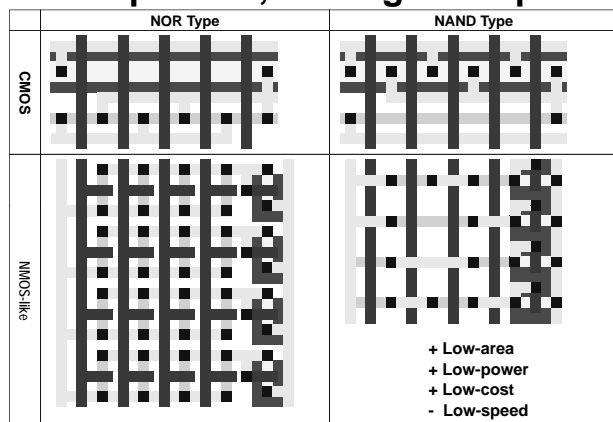 NOR Type NAND Type
CMOS
NMOS-like
+ Low-area
+ Low-power
+ Low-cost
- Low-speed